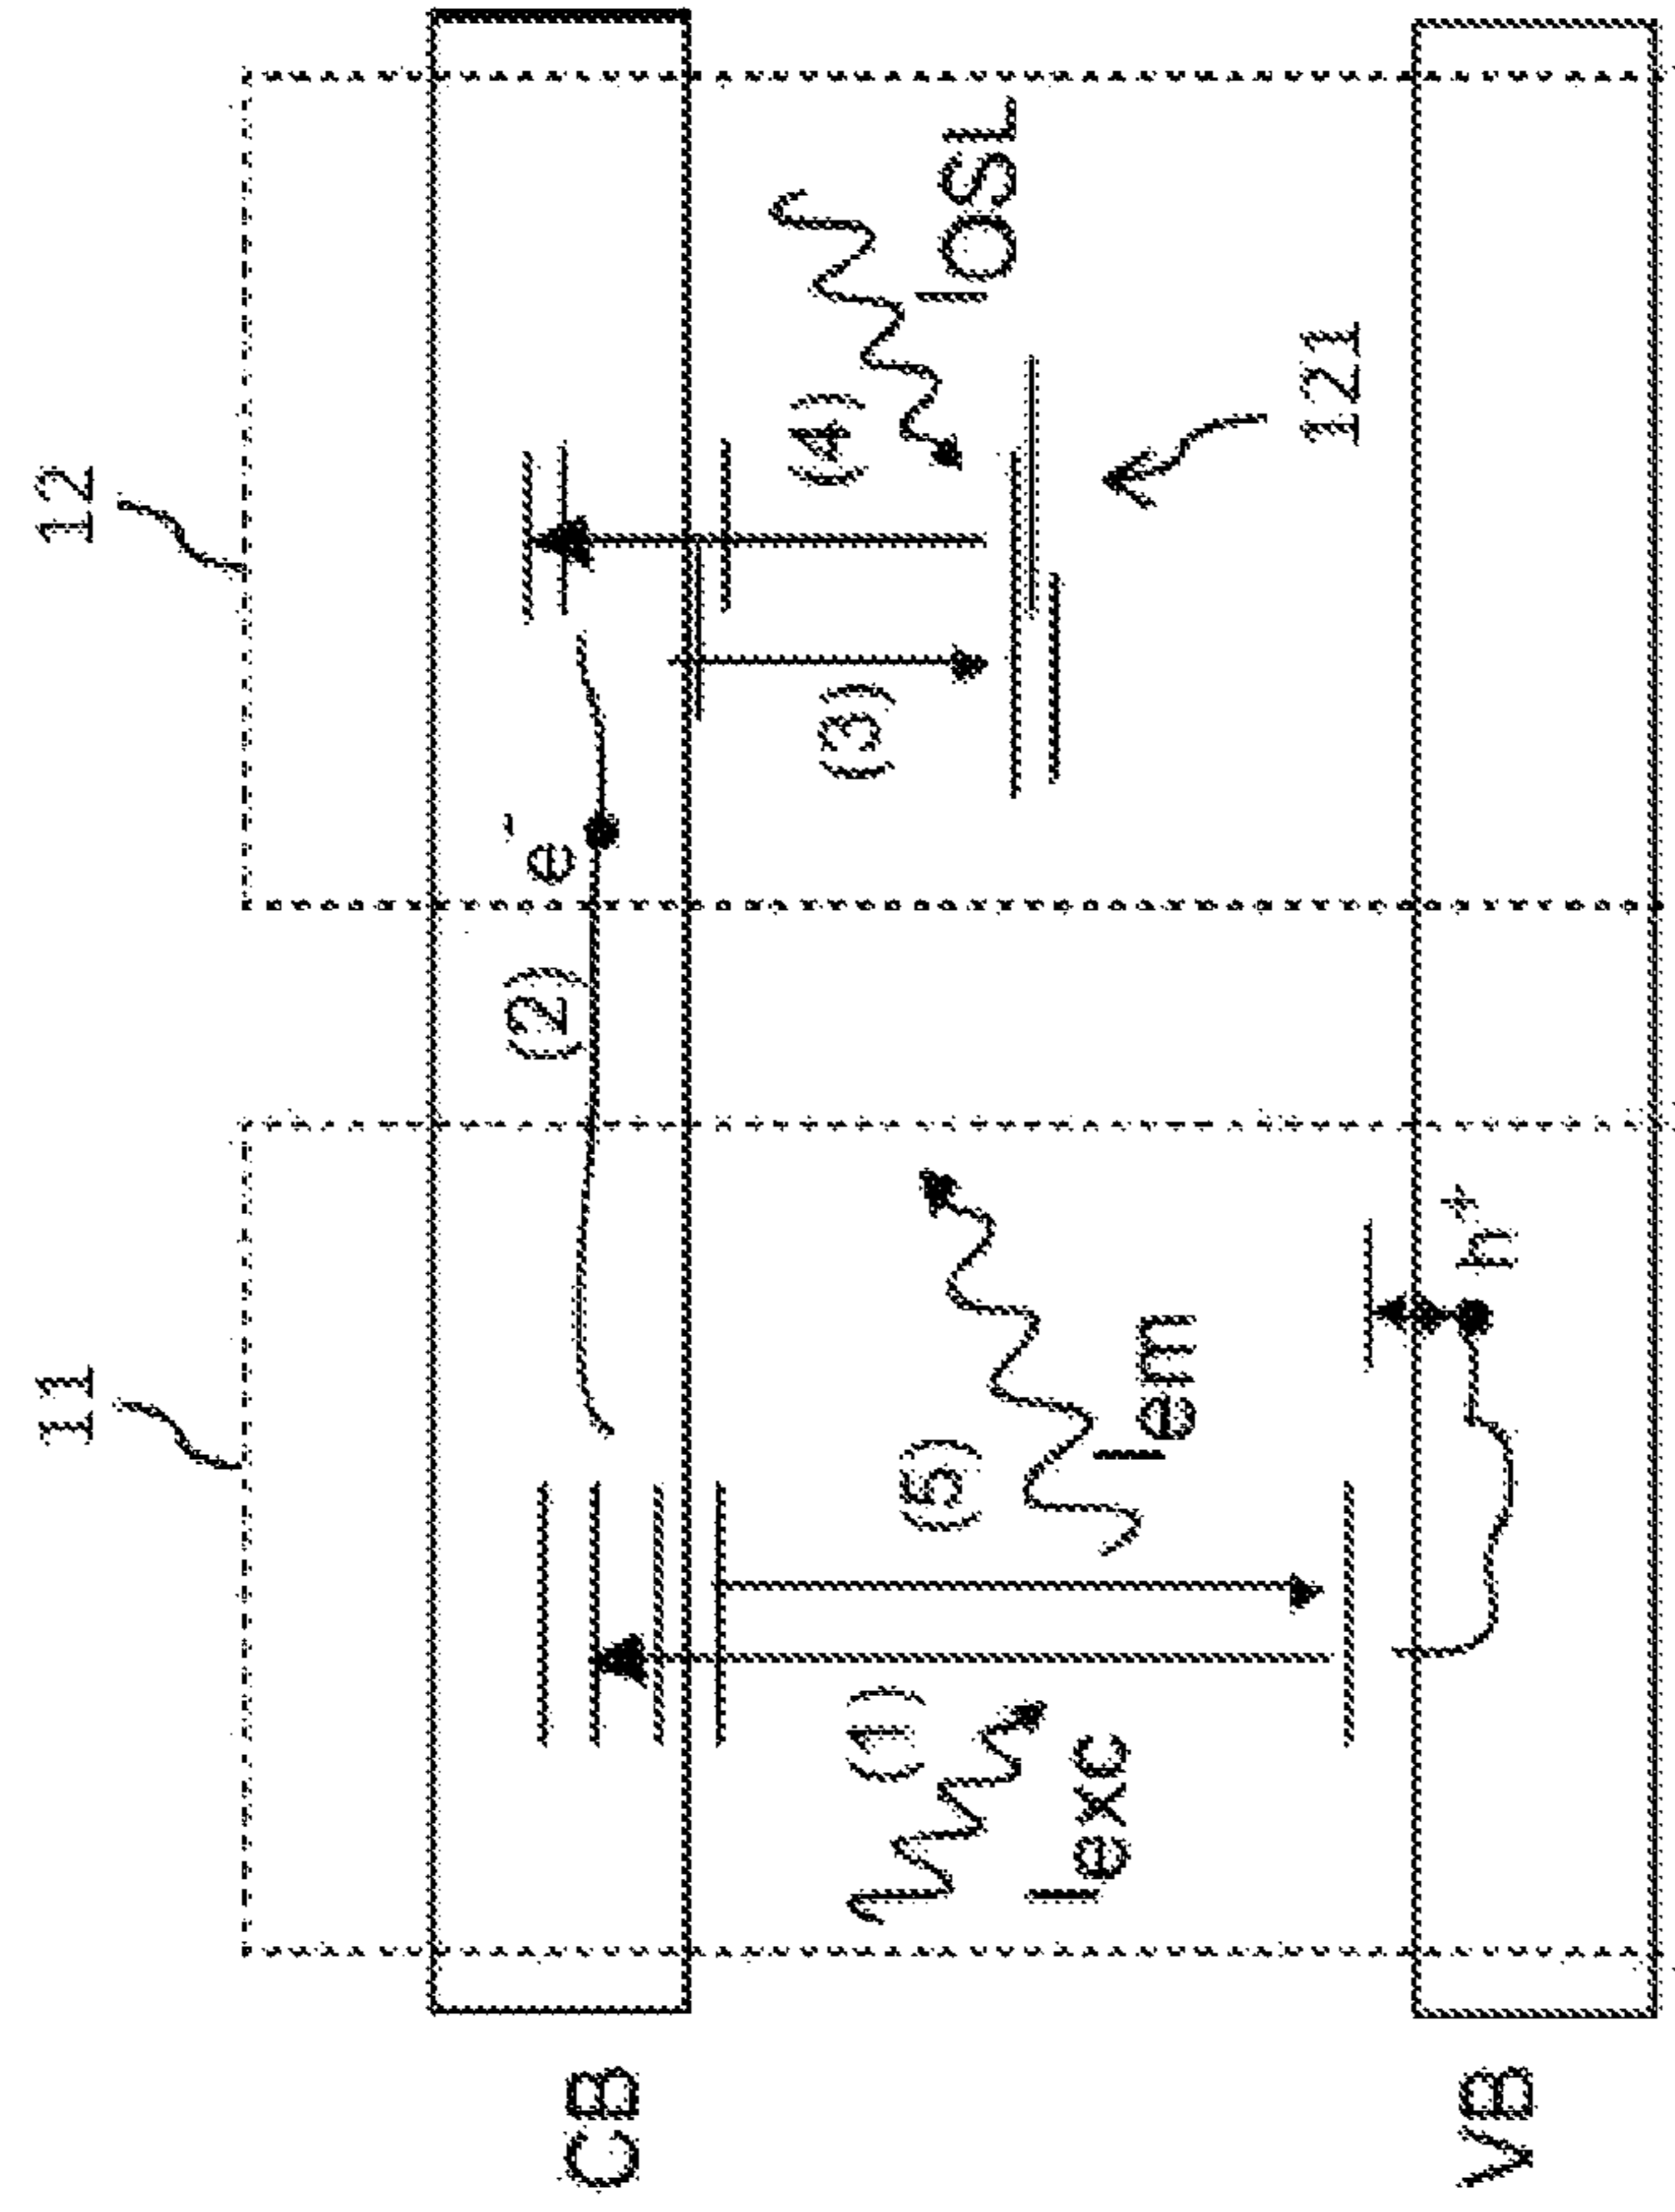 11
12
CB
(2)
e⁻
(1)
Iexc
(5)
Iem
(3)
(4)
IOSL
121
h⁺
VB